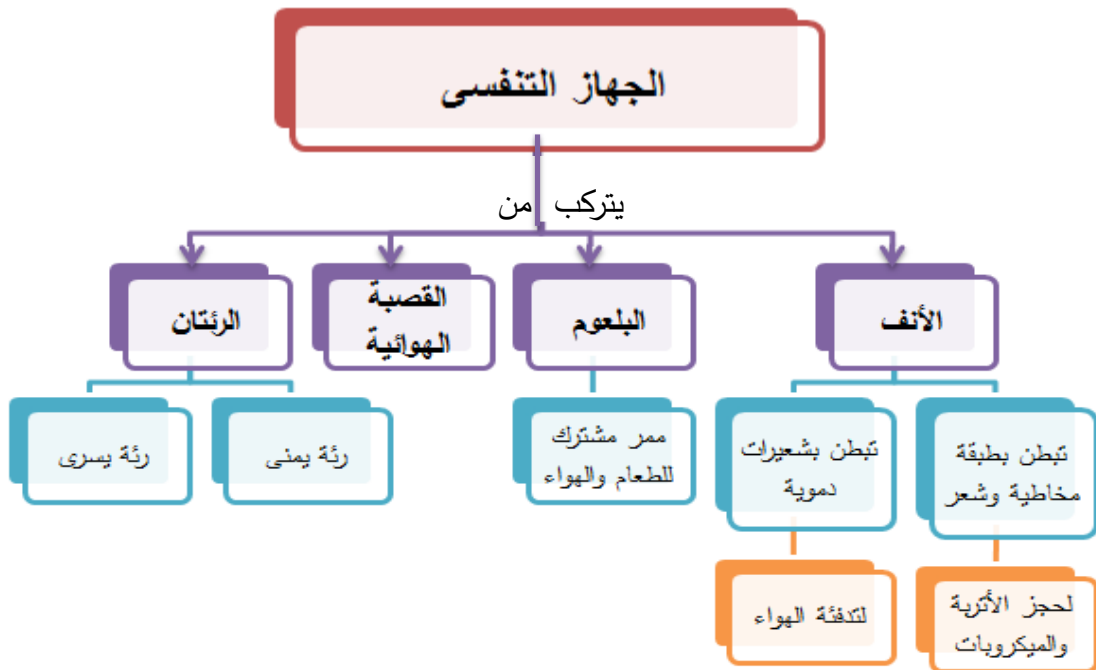 الجهاز التنفسى
يتركب من
الأنف
البلعوم
القصبة
الهوائية
الرئتان
تبطن بطبقة
مخاطية وشعر
تبطن بشعيرات
دموية
ممر مشترك
للطعام والهواء
رئة يمنى
رئة يسرى
لحجز الأتربة
والميكروبات
لتدفئة الهواء